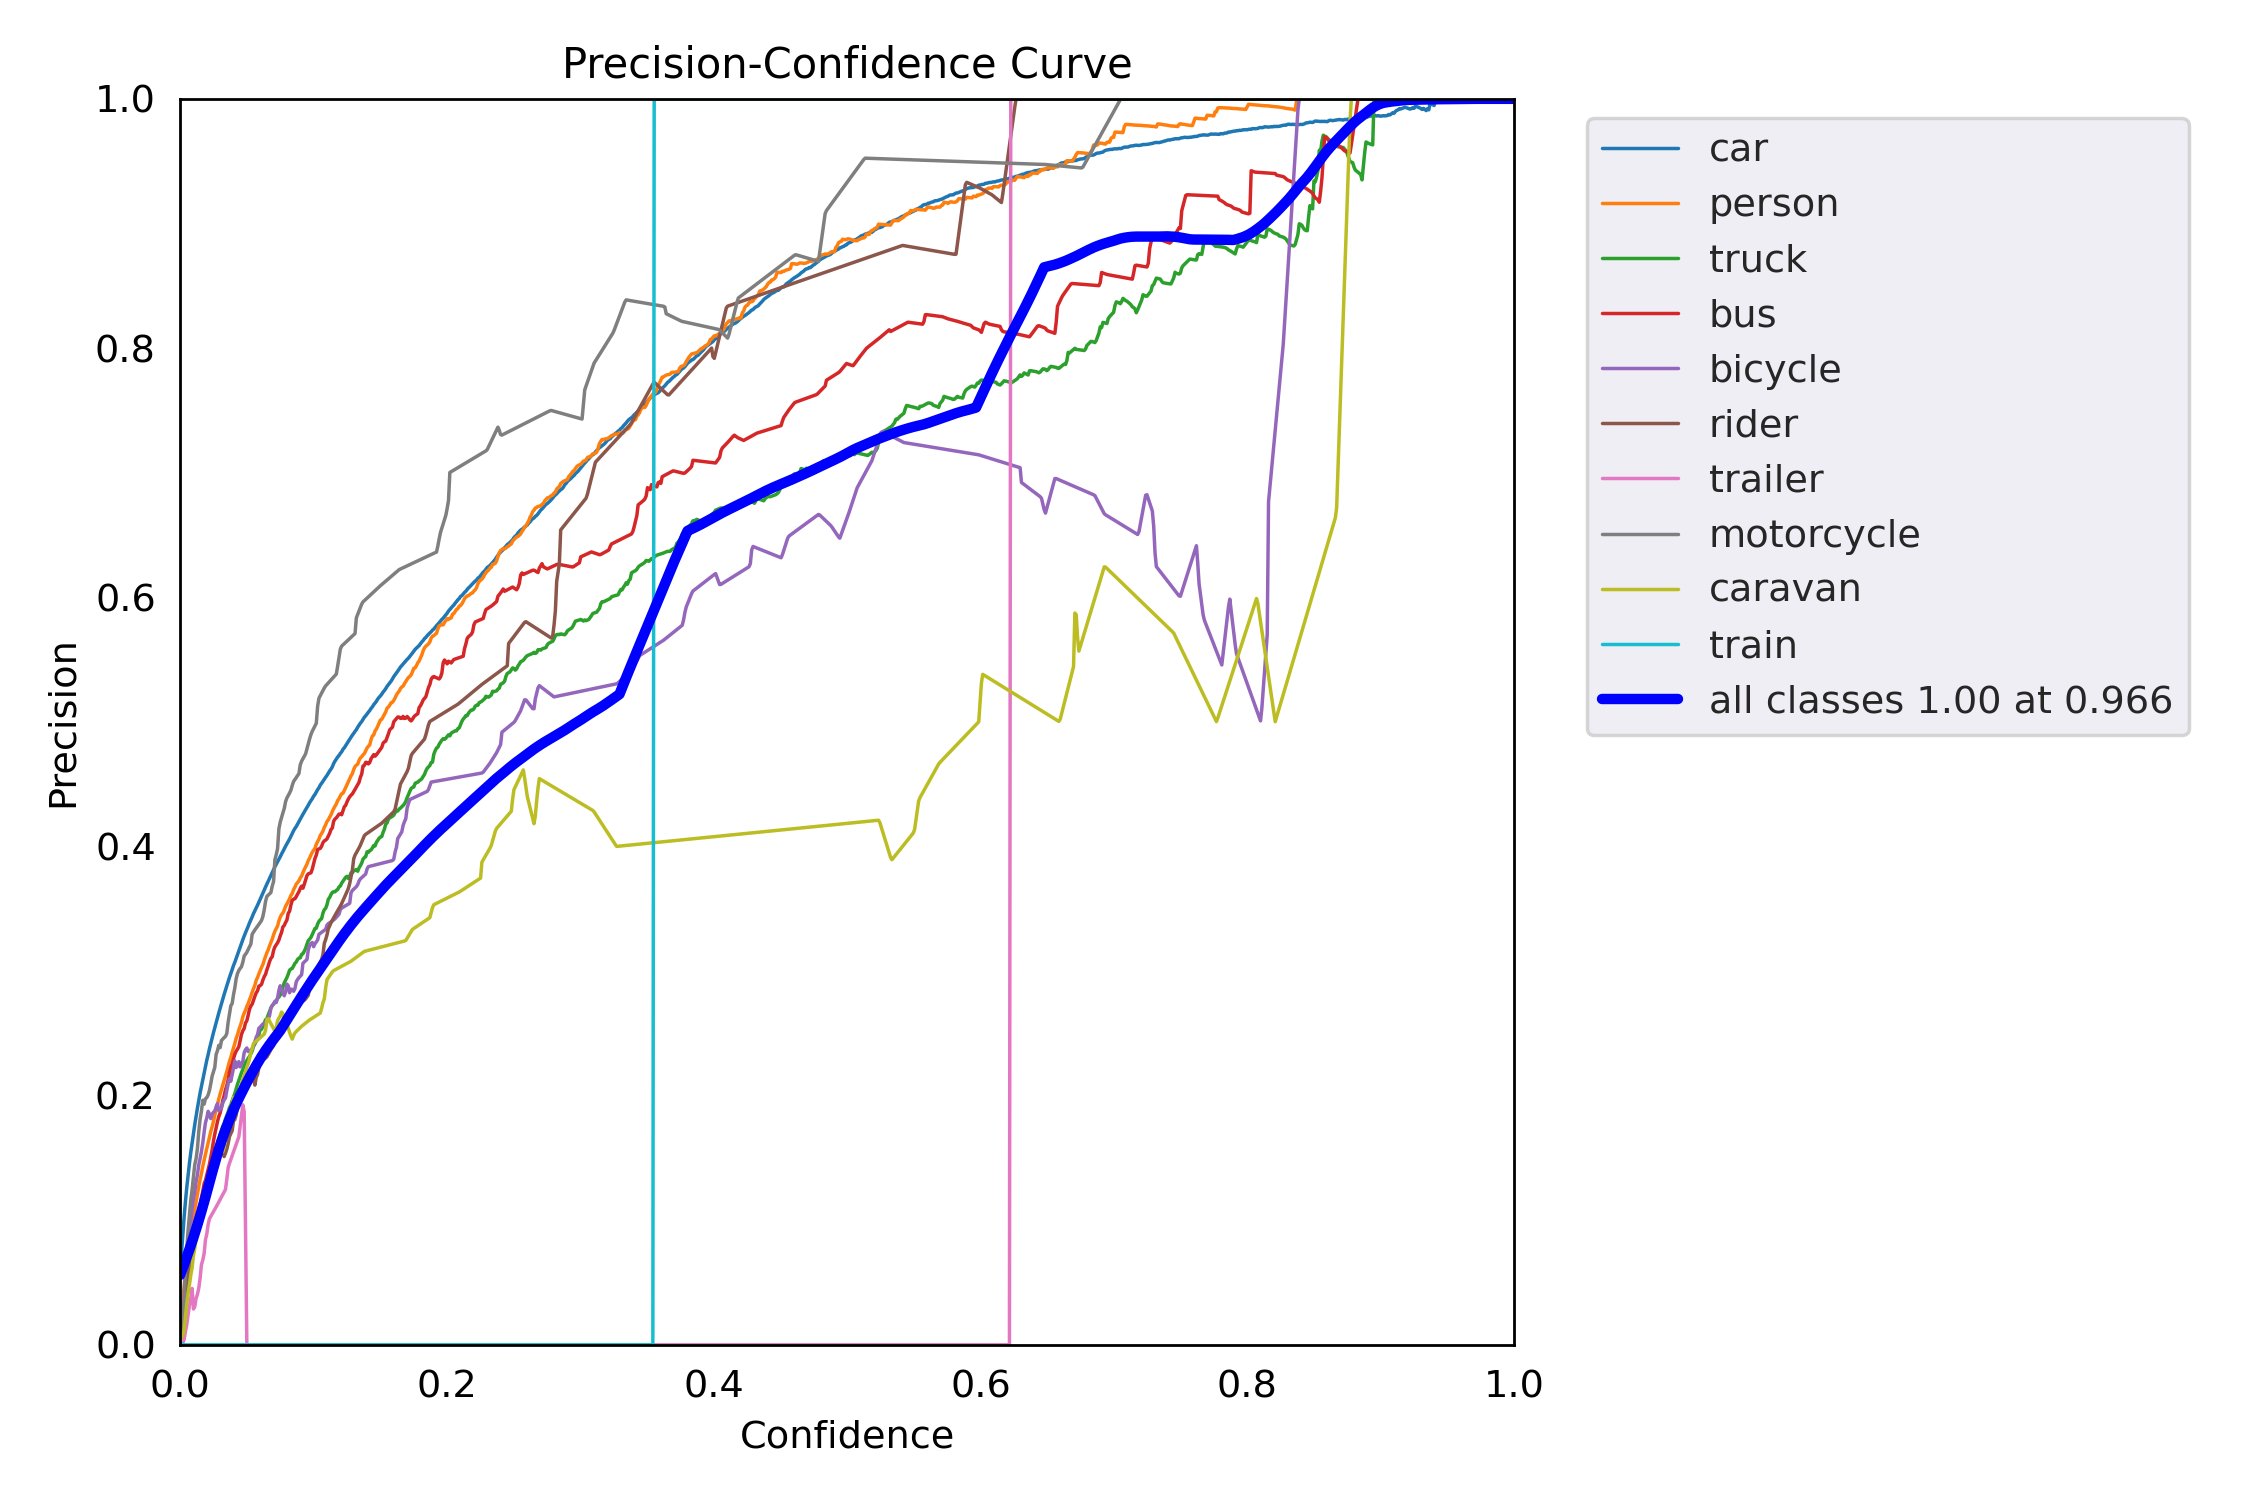 Precision-Confidence Curve
1.0
0.8
0.6
0.4
0.2
0.0
Precision
0.0 0.2 0.4 0.6 0.8 1.0
Confidence
car
person
truck
bus
bicycle
rider
trailer
motorcycle
caravan
train
all classes 1.00 at 0.966